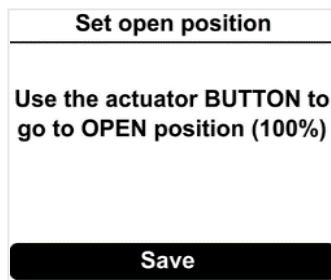 Set open position
Use the actuator BUTTON to
go to OPEN position (100%)
Save